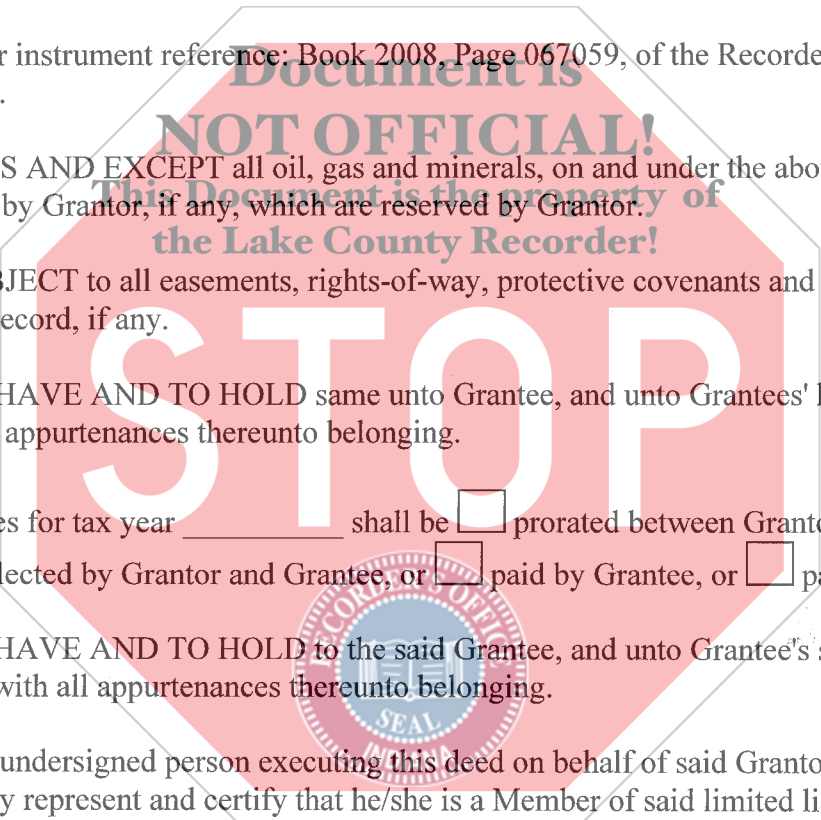 r instrument reference: Book 2008, Page 067059, of the Recorde
.
Document is
NOT OFFICIAL!
S AND EXCEPT all oil, gas and minerals, on and under the abo
This Document is the property of
by Grantor, if any, which are reserved by Grantor.
the Lake County Recorder!
BJECT to all easements, rights-of-way, protective covenants and
ecord, if any.
STOP
HAVE AND TO HOLD same unto Grantee, and unto Grantees' h
appurtenances thereunto belonging.
es for tax year ___________ shall be prorated between Granto
lected by Grantor and Grantee, or paid by Grantee, or pa
HAVE AND TO HOLD to the said Grantee, and unto Grantee's s
with all appurtenances thereunto belonging.
RECORDER'S OFFICE
SEAL
INDIANA
undersigned person executing this deed on behalf of said Granto
y represent and certify that he/she is a Member of said limited li